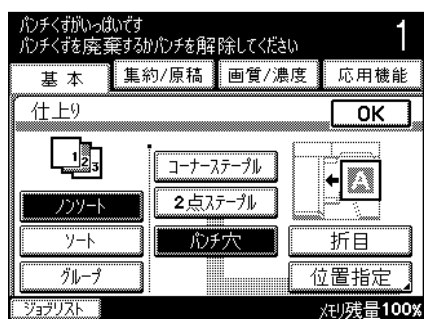 パンチくずがいっぱいです
パンチくずを廃棄するかパンチを解除してください
1
基本 集約/原稿 画質/濃度 応用機能
仕上り OK
123
コーナーステープル
A
ノンソート 2点ステープル
ソート パンチ穴 折目
グループ 位置指定
ジョブリスト メモリ残量100%